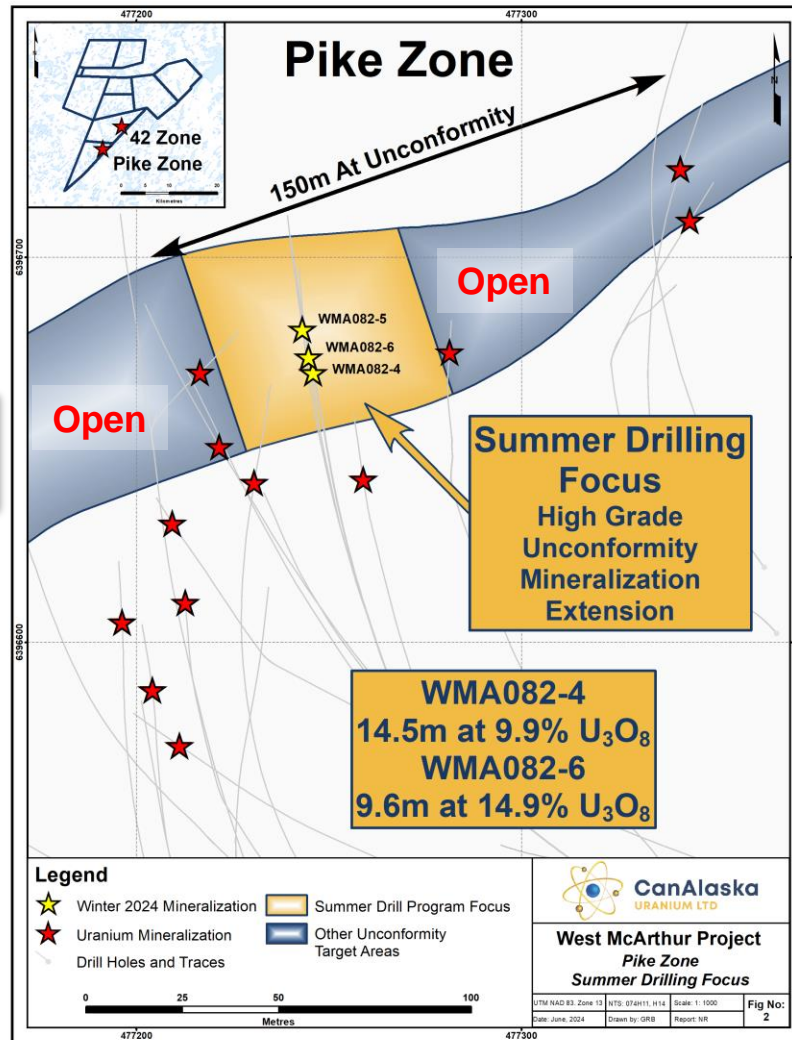 477200
477300
Pike Zone
N
42 Zone
Pike Zone
0 10 20
Kilometres
150m At Unconformity
6396700
Open
WMA082-5
WMA082-6
WMA082-4
Open
Summer Drilling
Focus
High Grade
Unconformity
Mineralization
Extension
6396600
WMA082-4
14.5m at 9.9% U₃O₈
WMA082-6
9.6m at 14.9% U₃O₈
Legend
Winter 2024 Mineralization
Uranium Mineralization
Drill Holes and Traces
Summer Drill Program Focus
Other Unconformity
Target Areas
0 25 50 100
Metres
CanAlaska
URANIUM LTD
West McArthur Project
Pike Zone
Summer Drilling Focus
UTM NAD 83. Zone 13
NTS: 074H11, H14
Scale: 1: 1000
Fig No:
2
Date: June, 2024
Drawn by: GRB
Report: NR
477200
477300